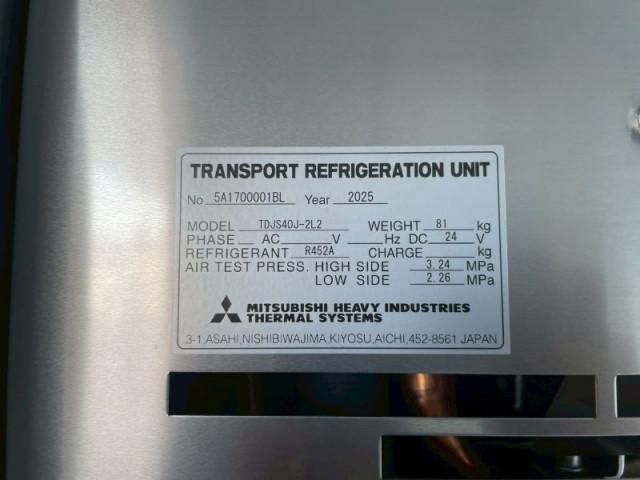 TRANSPORT REFRIGERATION UNIT
No. 5A1700001BL Year 2025
MODEL TDJS40J-2L2 WEIGHT 81 kg
PHASE AC V Hz DC 24 V
REFRIGERANT R452A CHARGE kg
AIR TEST PRESS. HIGH SIDE 3.24 MPa
LOW SIDE 2.26 MPa
MITSUBISHI HEAVY INDUSTRIES
THERMAL SYSTEMS
3-1,ASAHI,NISHIBIWAJIMA,KIYOSU,AICHI,452-8561 JAPAN